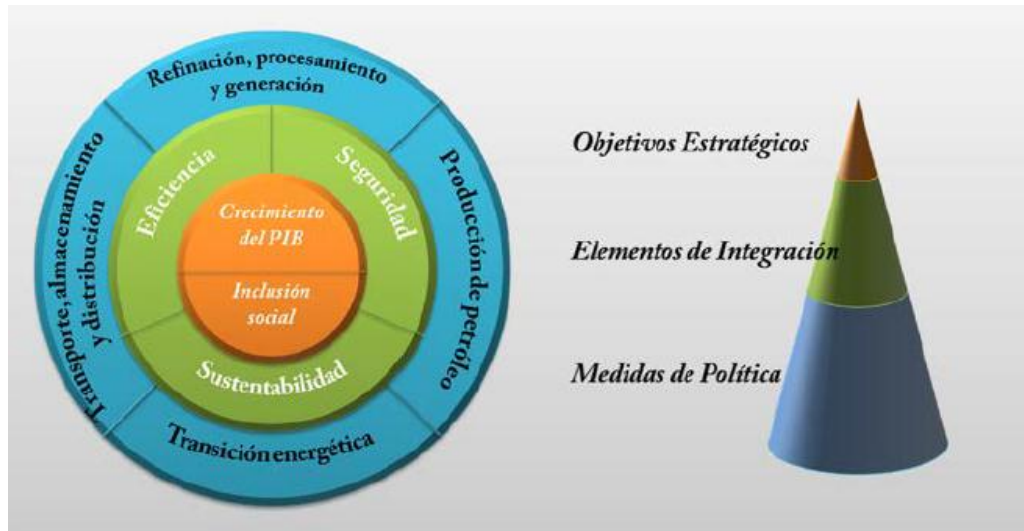 Refinación, procesamiento
y generación
Transporte, almacenamiento
y distribución
Eficiencia
Seguridad
Producción de petróleo
Crecimiento
del PIB
Inclusión
social
Sustentabilidad
Transición energética
Objetivos Estratégicos
Elementos de Integración
Medidas de Política